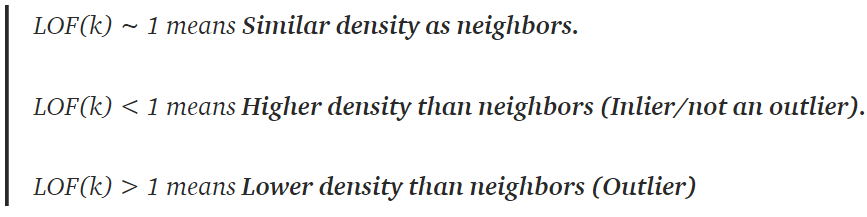 LOF(k) ~ 1 means Similar density as neighbors.
LOF(k) < 1 means Higher density than neighbors (Inlier/not an outlier).
LOF(k) > 1 means Lower density than neighbors (Outlier)